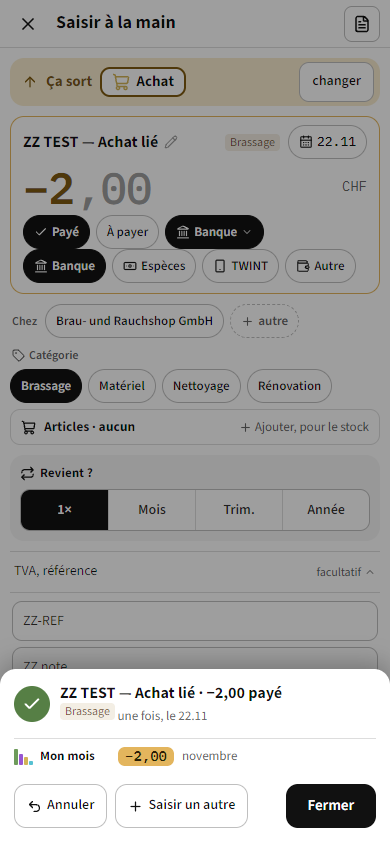 Saisir à la main
Ça sort Achat changer
ZZ TEST — Achat lié Brassage 22.11
−2,00 CHF
Payé À payer Banque
Banque Espèces TWINT Autre
Chez Brau- und Rauchshop GmbH + autre
Catégorie
Brassage Matériel Nettoyage Rénovation
Articles · aucun + Ajouter, pour le stock
Revient ?
1× Mois Trim. Année
TVA, référence facultatif
ZZ-REF
ZZ note
ZZ TEST — Achat lié · −2,00 payé
Brassage une fois, le 22.11
Mon mois −2,00 novembre
Annuler + Saisir un autre Fermer